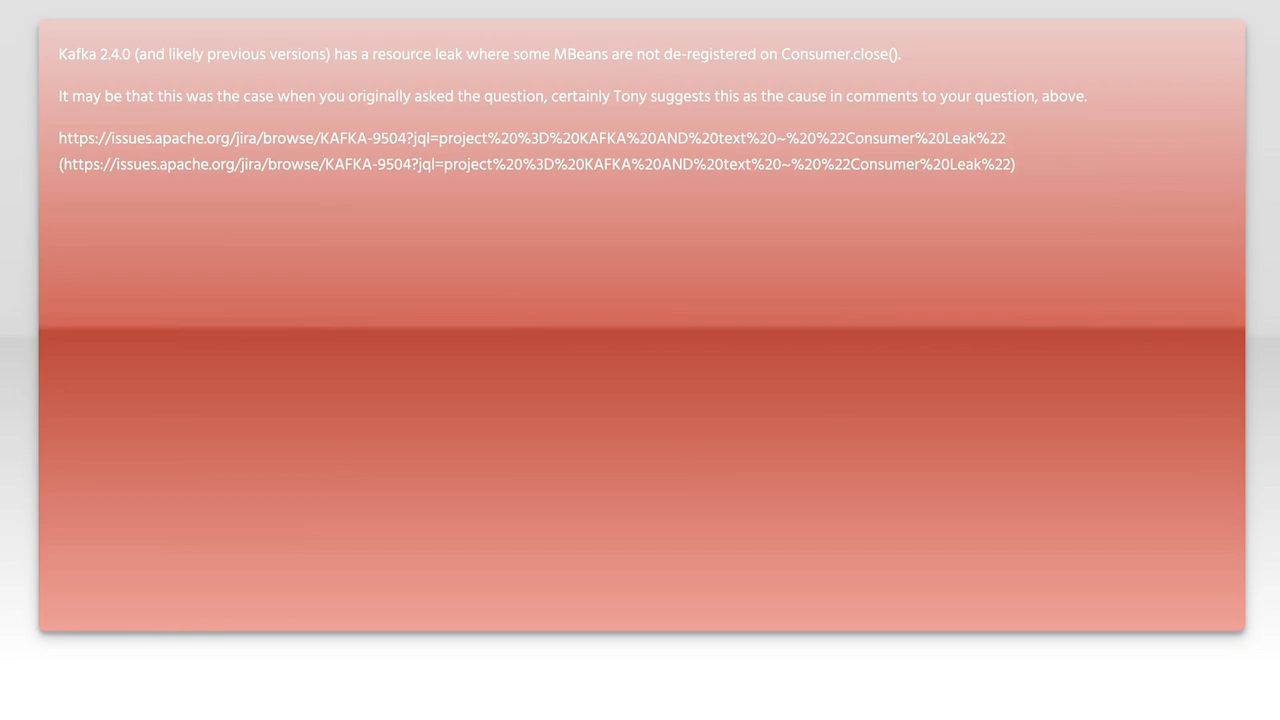 Kafka 2.4.0 (and likely previous versions) has a resource leak where some MBeans are not de-registered on Consumer.close().
It may be that this was the case when you originally asked the question, certainly Tony suggests this as the cause in comments to your question, above.
https://issues.apache.org/jira/browse/KAFKA-9504?jql=project%20%3D%20KAFKA%20AND%20text%20~%20%22Consumer%20Leak%22
(https://issues.apache.org/jira/browse/KAFKA-9504?jql=project%20%3D%20KAFKA%20AND%20text%20~%20%22Consumer%20Leak%22)